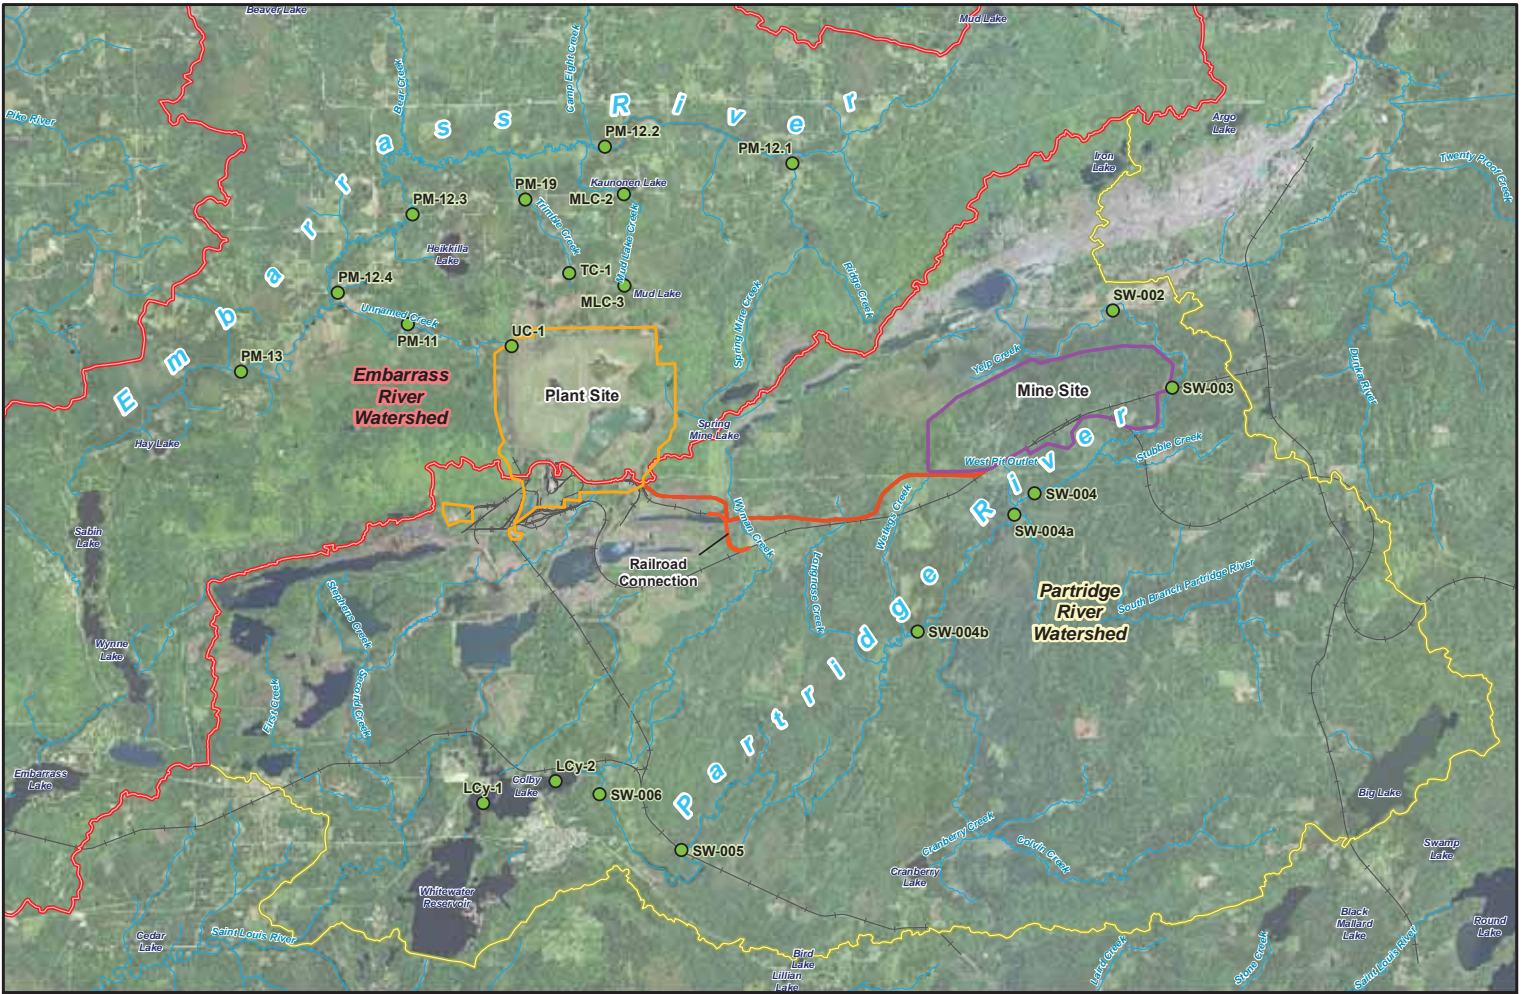 Beaver Lake
Mud Lake
Pike River
Bear Creek
Camp Eight Creek
Embarrass River
PM-12.2
PM-12.1
Argo
Lake
Iron
Lake
Twenty Proof Creek
PM-12.3
PM-19
Kaunonen Lake
MLC-2
Trimble Creek
Mud Lake Creek
Heikkilla
Lake
TC-1
MLC-3
Mud Lake
PM-12.4
Unnamed Creek
PM-11
UC-1
PM-13
Spring Mine Creek
Ridge Creek
SW-002
Yelp Creek
Mine Site
SW-003
Dunka River
Embarrass
River
Watershed
Plant Site
Hay Lake
Spring
Mine Lake
Stubble Creek
West Pit Outlet
SW-004
SW-004a
Partridge River
Sabin
Lake
Wyman Creek
Wetlegs Creek
Longnose Creek
Railroad
Connection
South Branch Partridge River
Partridge
River
Watershed
SW-004b
Stephens Creek
Wynne
Lake
First Creek
Second Creek
Embarrass
Lake
LCy-1
Colby
Lake
LCy-2
SW-006
SW-005
Big Lake
Cranberry Creek
Colvin Creek
Cranberry
Lake
Swamp
Lake
Whitewater
Reservoir
Cedar
Lake
Saint Louis River
Bird
Lake
Lillian
Lake
Laird Creek
Stone Creek
Black
Mallard
Lake
Saint Louis River
Round
Lake